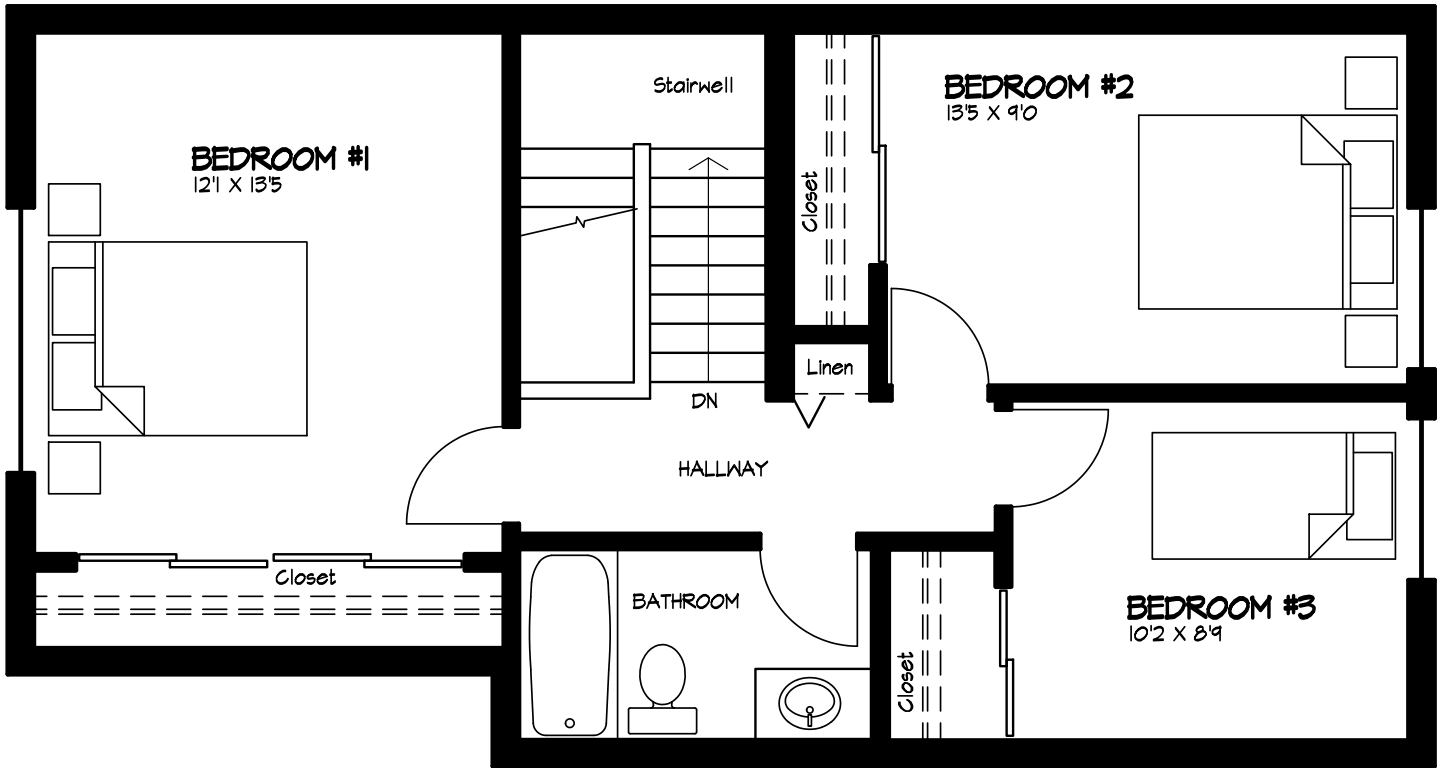 Stairwell
BEDROOM #2
13'5 X 9'0
BEDROOM #1
12'1 X 13'5
Closet
Linen
DN
HALLWAY
Closet
BATHROOM
BEDROOM #3
10'2 X 8'9
Closet